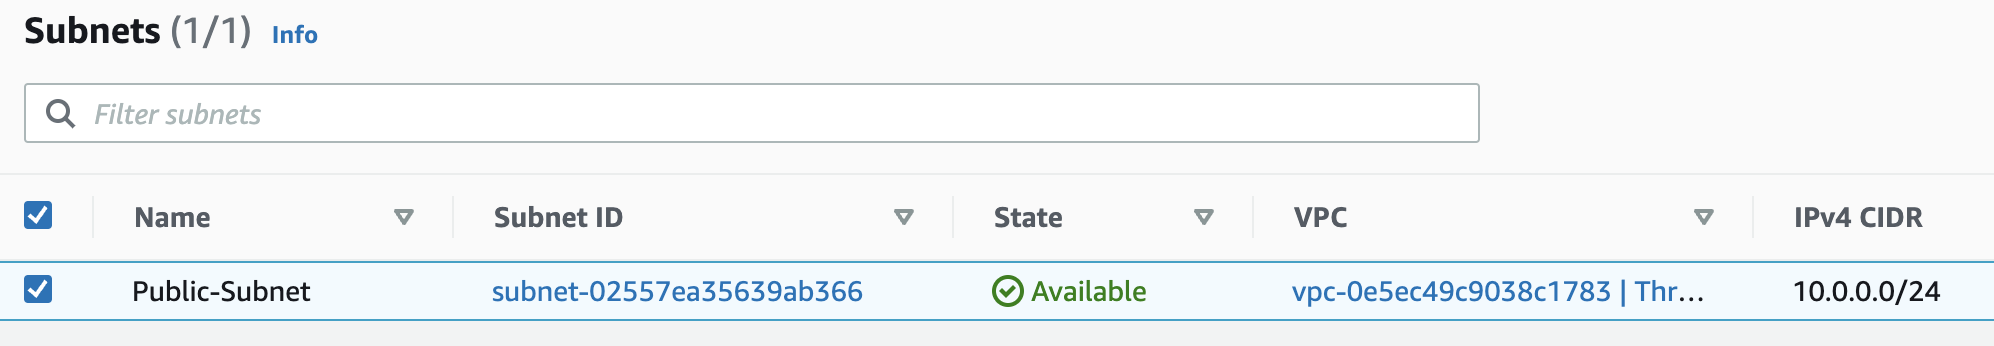 Subnets (1/1) Info
Filter subnets
Name Subnet ID State VPC IPv4 CIDR
Public-Subnet subnet-02557ea35639ab366 Available vpc-0e5ec49c9038c1783 | Thr... 10.0.0.0/24